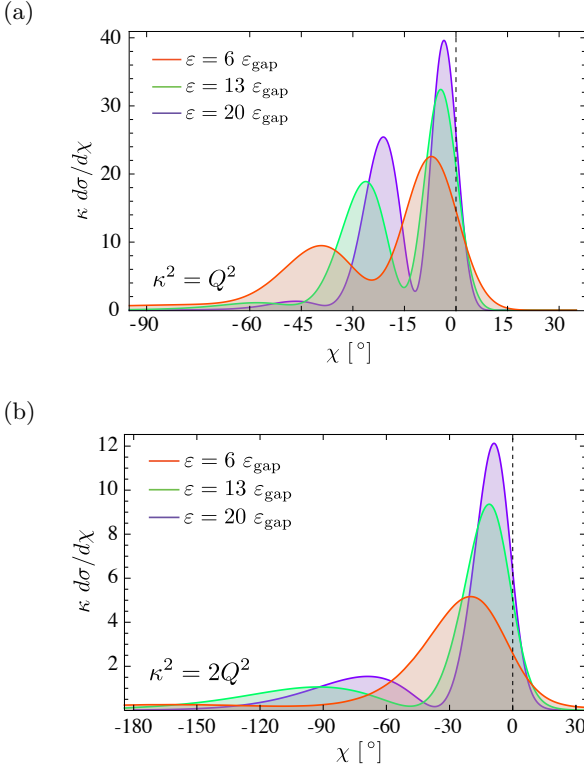 (a)
40
30
20
10
0
κ dσ/dχ
ε = 6 ε_gap
ε = 13 ε_gap
ε = 20 ε_gap
κ² = Q²
-90 -60 -45 -30 -15 0 15 30
χ [°]
(b)
12
10
8
6
4
2
κ dσ/dχ
ε = 6 ε_gap
ε = 13 ε_gap
ε = 20 ε_gap
κ² = 2Q²
-180 -150 -120 -90 -60 -30 0 30
χ [°]